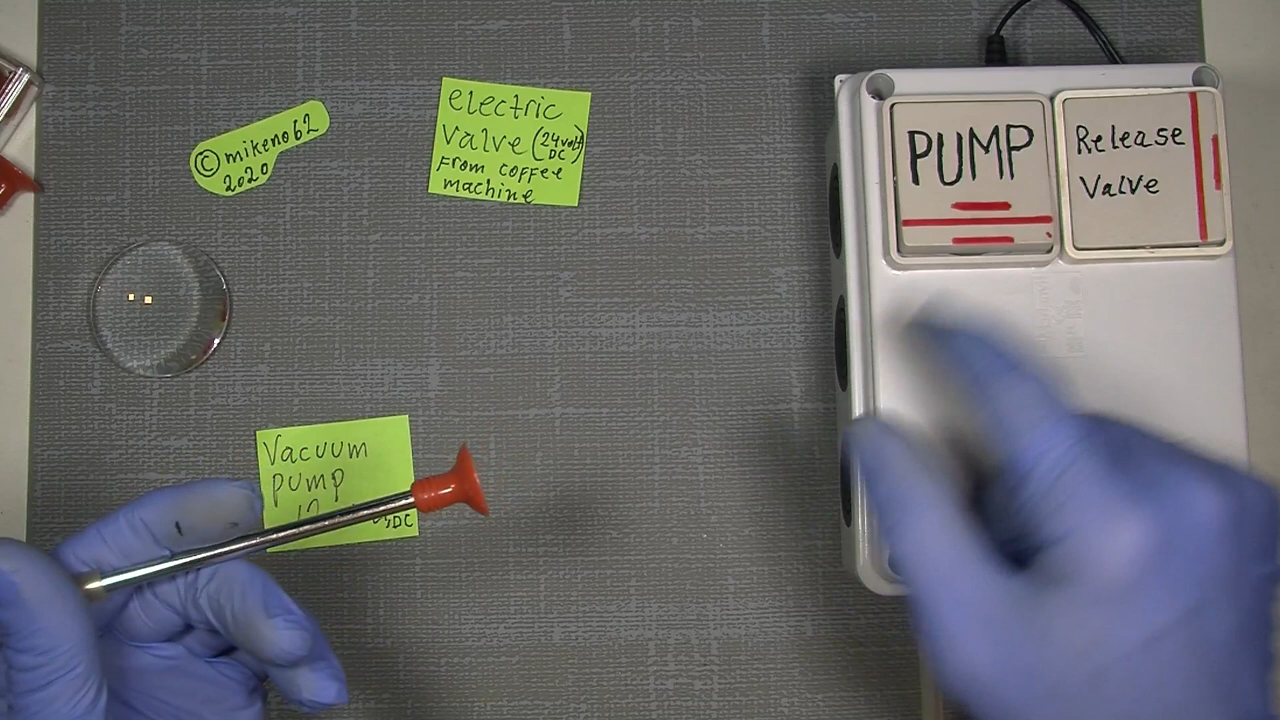 © mikeno62
2020
electric
valve (24volt
DC)
From coffee
machine
PUMP
Release
Valve
Vacuum
pump
DC